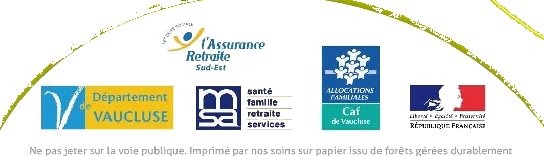 l'Assurance
Retraite
Sud-Est
Département
de VAUCLUSE
msa
santé
famille
retraite
services
ALLOCATIONS
FAMILIALES
Caf
de Vaucluse
Liberté • Égalité • Fraternité
RÉPUBLIQUE FRANÇAISE
Ne pas jeter sur la voie publique. Imprimé par nos soins sur papier issu de forêts gérées durablement